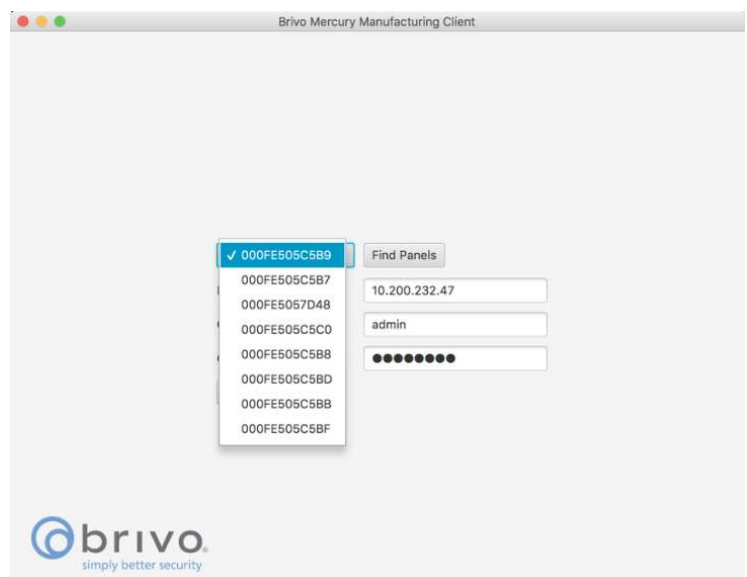 Brivo Mercury Manufacturing Client
✓ 000FE505C5B9
Find Panels
000FE505C5B7
10.200.232.47
000FE5057D48
000FE505C5C0
admin
000FE505C5B8
●●●●●●●●
000FE505C5BD
000FE505C5BB
000FE505C5BF
brivo.
simply better security